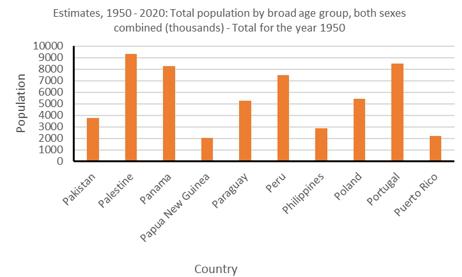 Estimates, 1950 - 2020: Total population by broad age group, both sexes
combined (thousands) - Total for the year 1950
Population
10000
9000
8000
7000
6000
5000
4000
3000
2000
1000
0
Pakistan
Palestine
Panama
Papua New Guinea
Paraguay
Peru
Philippines
Poland
Portugal
Puerto Rico
Country